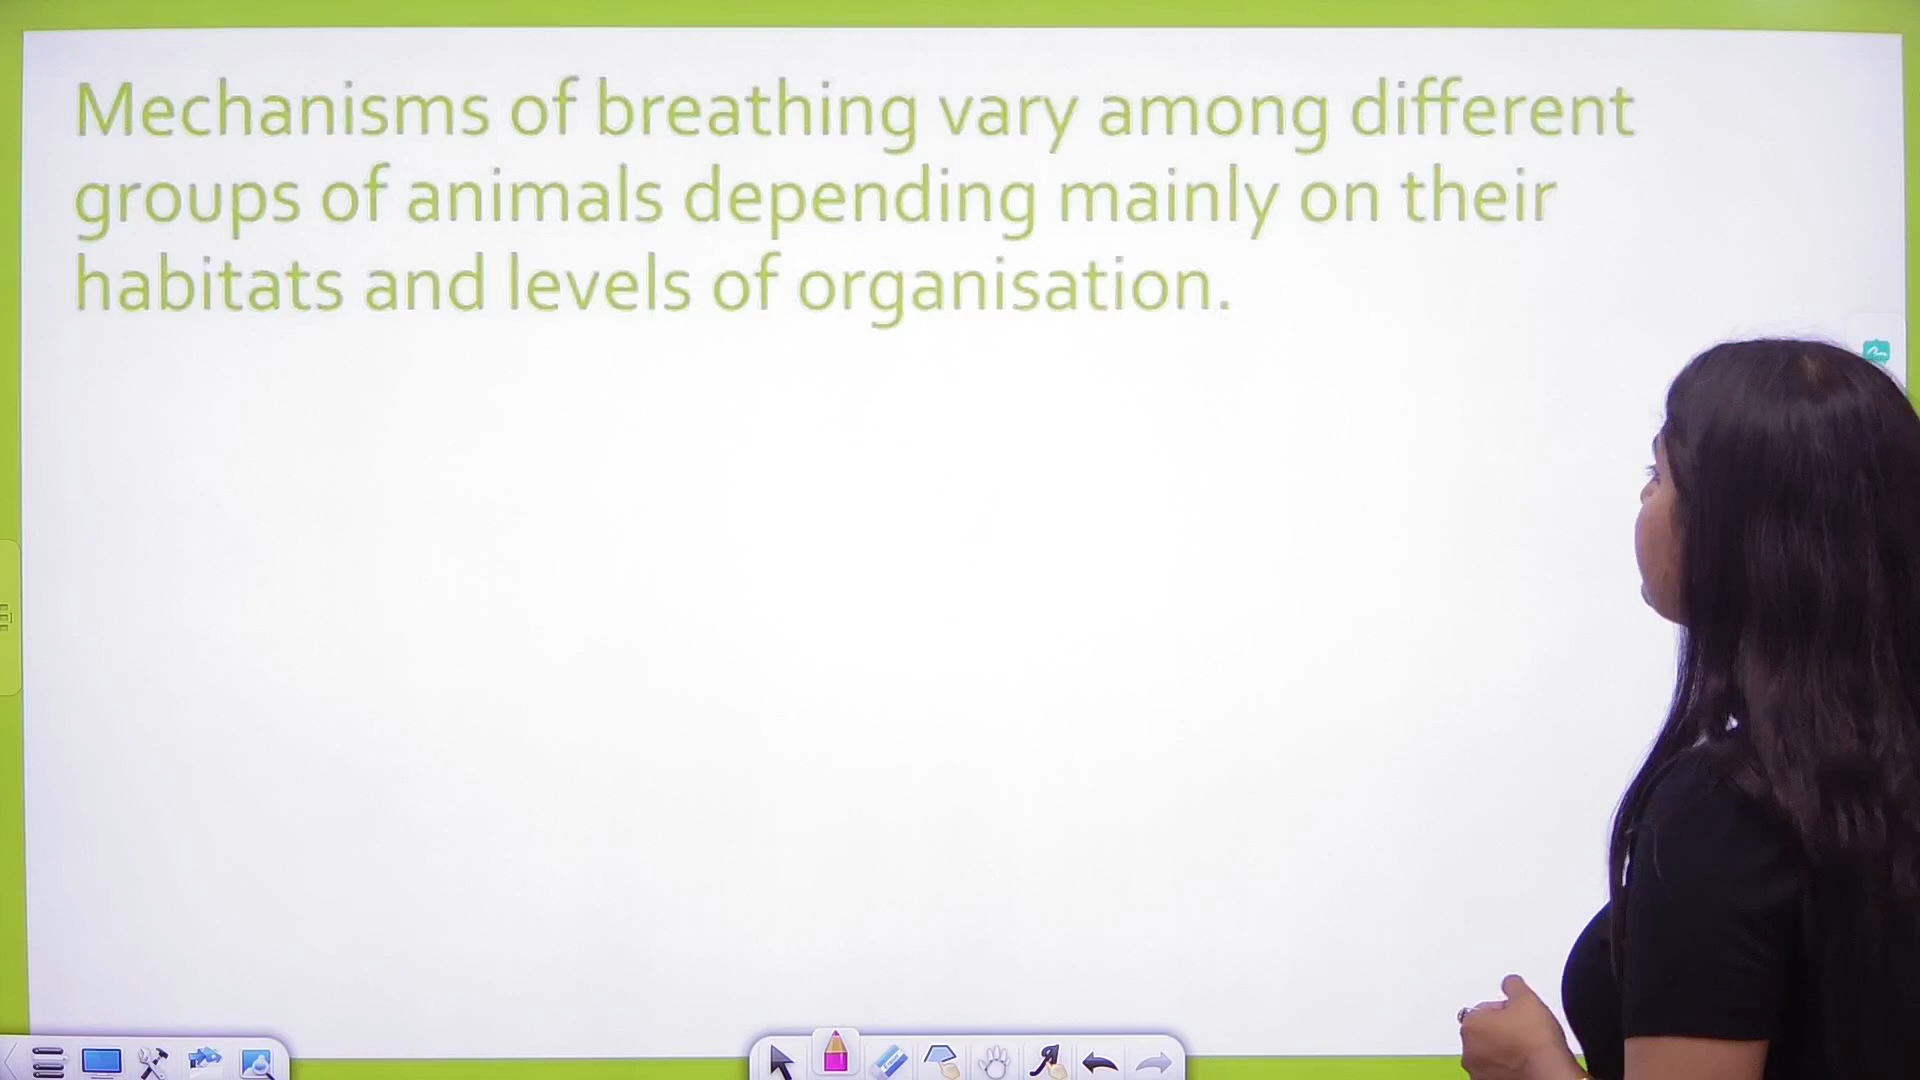 Mechanisms of breathing vary among different
groups of animals depending mainly on their
habitats and levels of organisation.